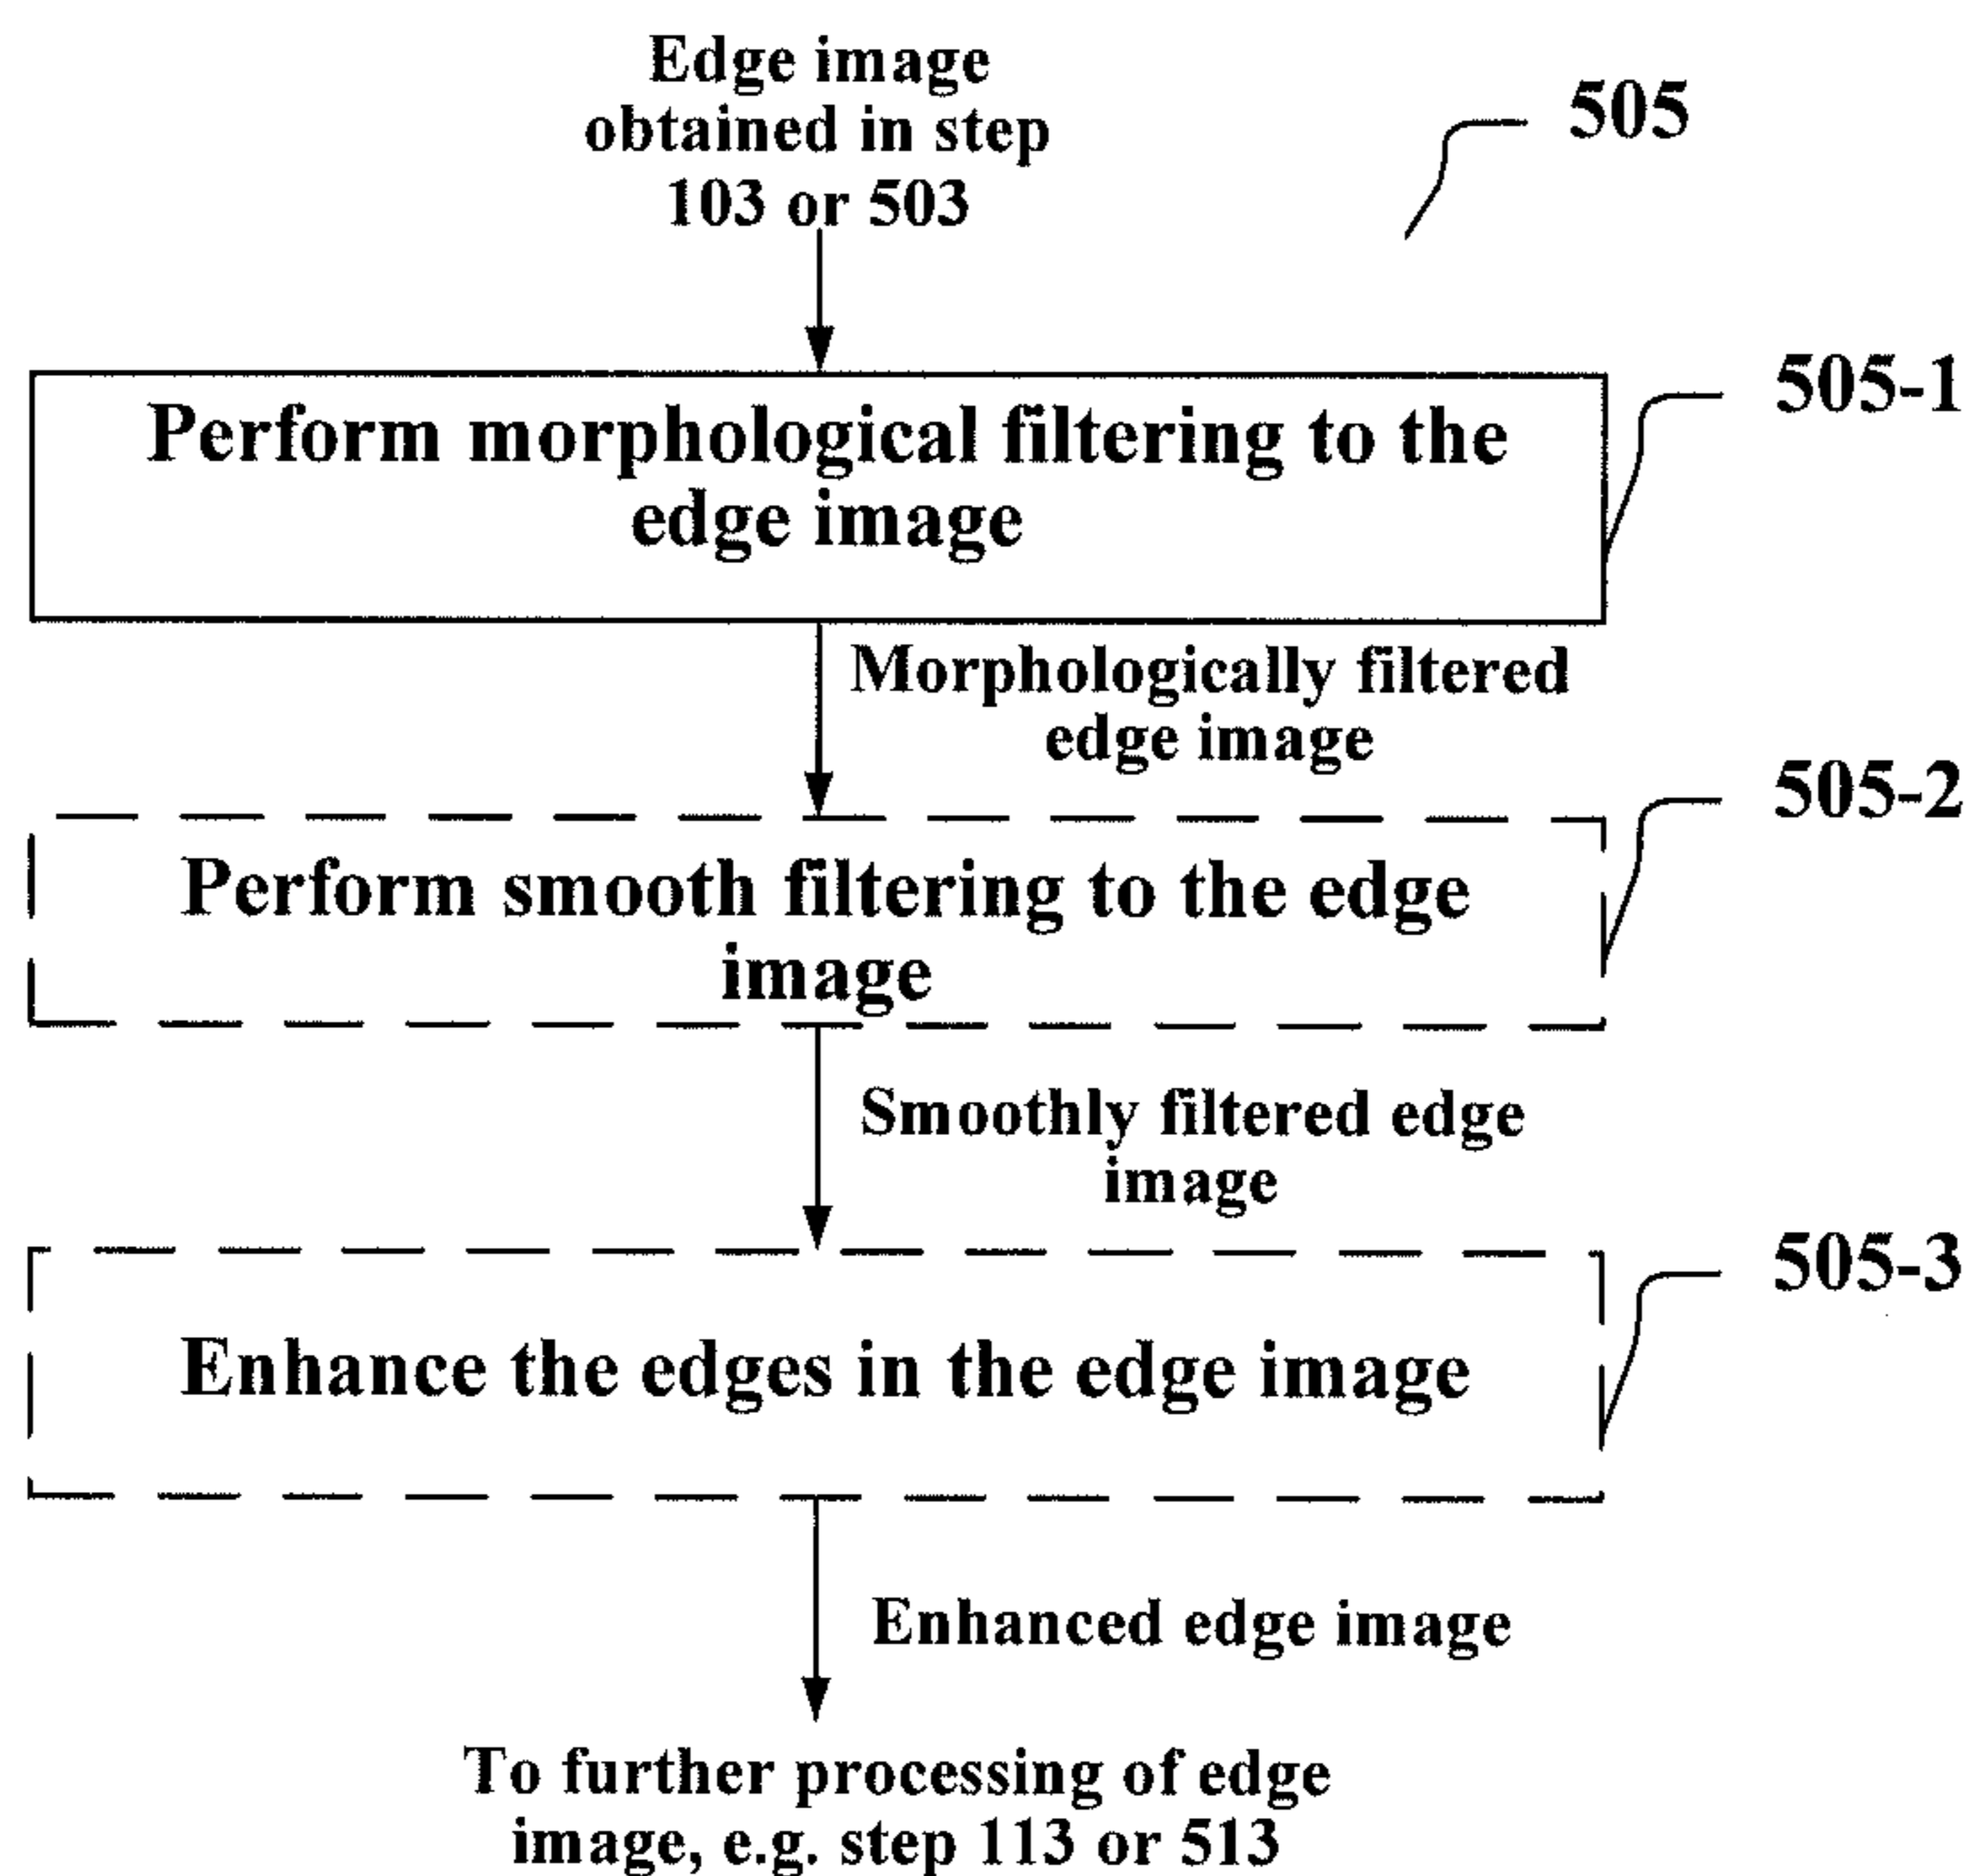 Edge image
obtained in step
103 or 503
505
505-1
Perform morphological filtering to the
edge image
Morphologically filtered
edge image
505-2
Perform smooth filtering to the edge
image
Smoothly filtered edge
image
505-3
Enhance the edges in the edge image
Enhanced edge image
To further processing of edge
image, e.g. step 113 or 513